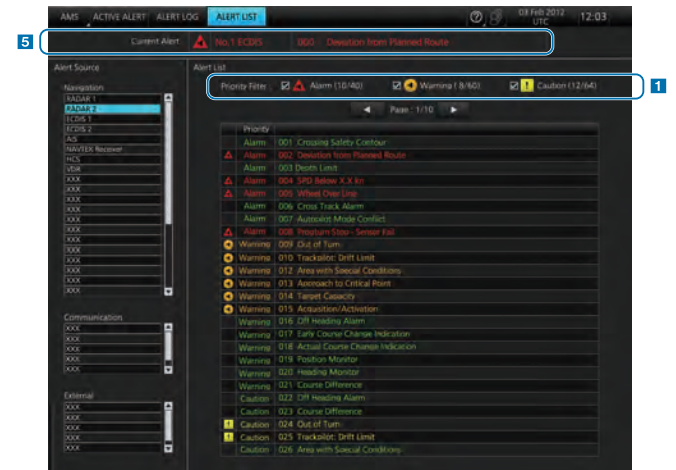 AMS ACTIVE ALERT ALERT LOG ALERT LIST 03 Feb 2012 12:03
UTC
5
Current Alert No.1 ECDIS 003 Deviation from Planned Route
Alert Source
Alert List
Priority Filter Alarm (10/40) Warning (8/60) Caution (12/64)
1
Page : 1/10
Navigation
RADAR 1
RADAR 2
ECDIS 1
ECDIS 2
AIS
NAVTEX Receiver
HCS
VDR
XXX
XXX
XXX
XXX
XXX
XXX
XXX
XXX
XXX
XXX
XXX
XXX
XXX
Communication
XXX
XXX
XXX
XXX
XXX
External
XXX
XXX
XXX
XXX
XXX
Priority
Alarm 001 Crossing Safety Contour
Alarm 002 Deviation from Planned Route
Alarm 003 Depth Limit
Alarm 004 SPD Below X.X kn
Alarm 005 Wheel Over Line
Alarm 006 Cross Track Alarm
Alarm 007 Autopilot Mode Conflict
Alarm 008 Program Stop - Sensor Fail
Warning 009 Out of Turn
Warning 010 Trackpilot: Drift Limit
Warning 012 Area with Special Conditions
Warning 013 Approach to Critical Point
Warning 014 Target Capacity
Warning 015 Acquisition/Activation
Warning 016 Off Heading Alarm
Warning 017 Early Course Change Indication
Warning 018 Actual Course Change Indication
Warning 019 Position Monitor
Warning 020 Heading Monitor
Warning 021 Course Difference
Caution 022 Off Heading Alarm
Caution 023 Course Difference
Caution 024 Out of Turn
Caution 025 Trackpilot: Drift Limit
Caution 026 Area with Special Conditions